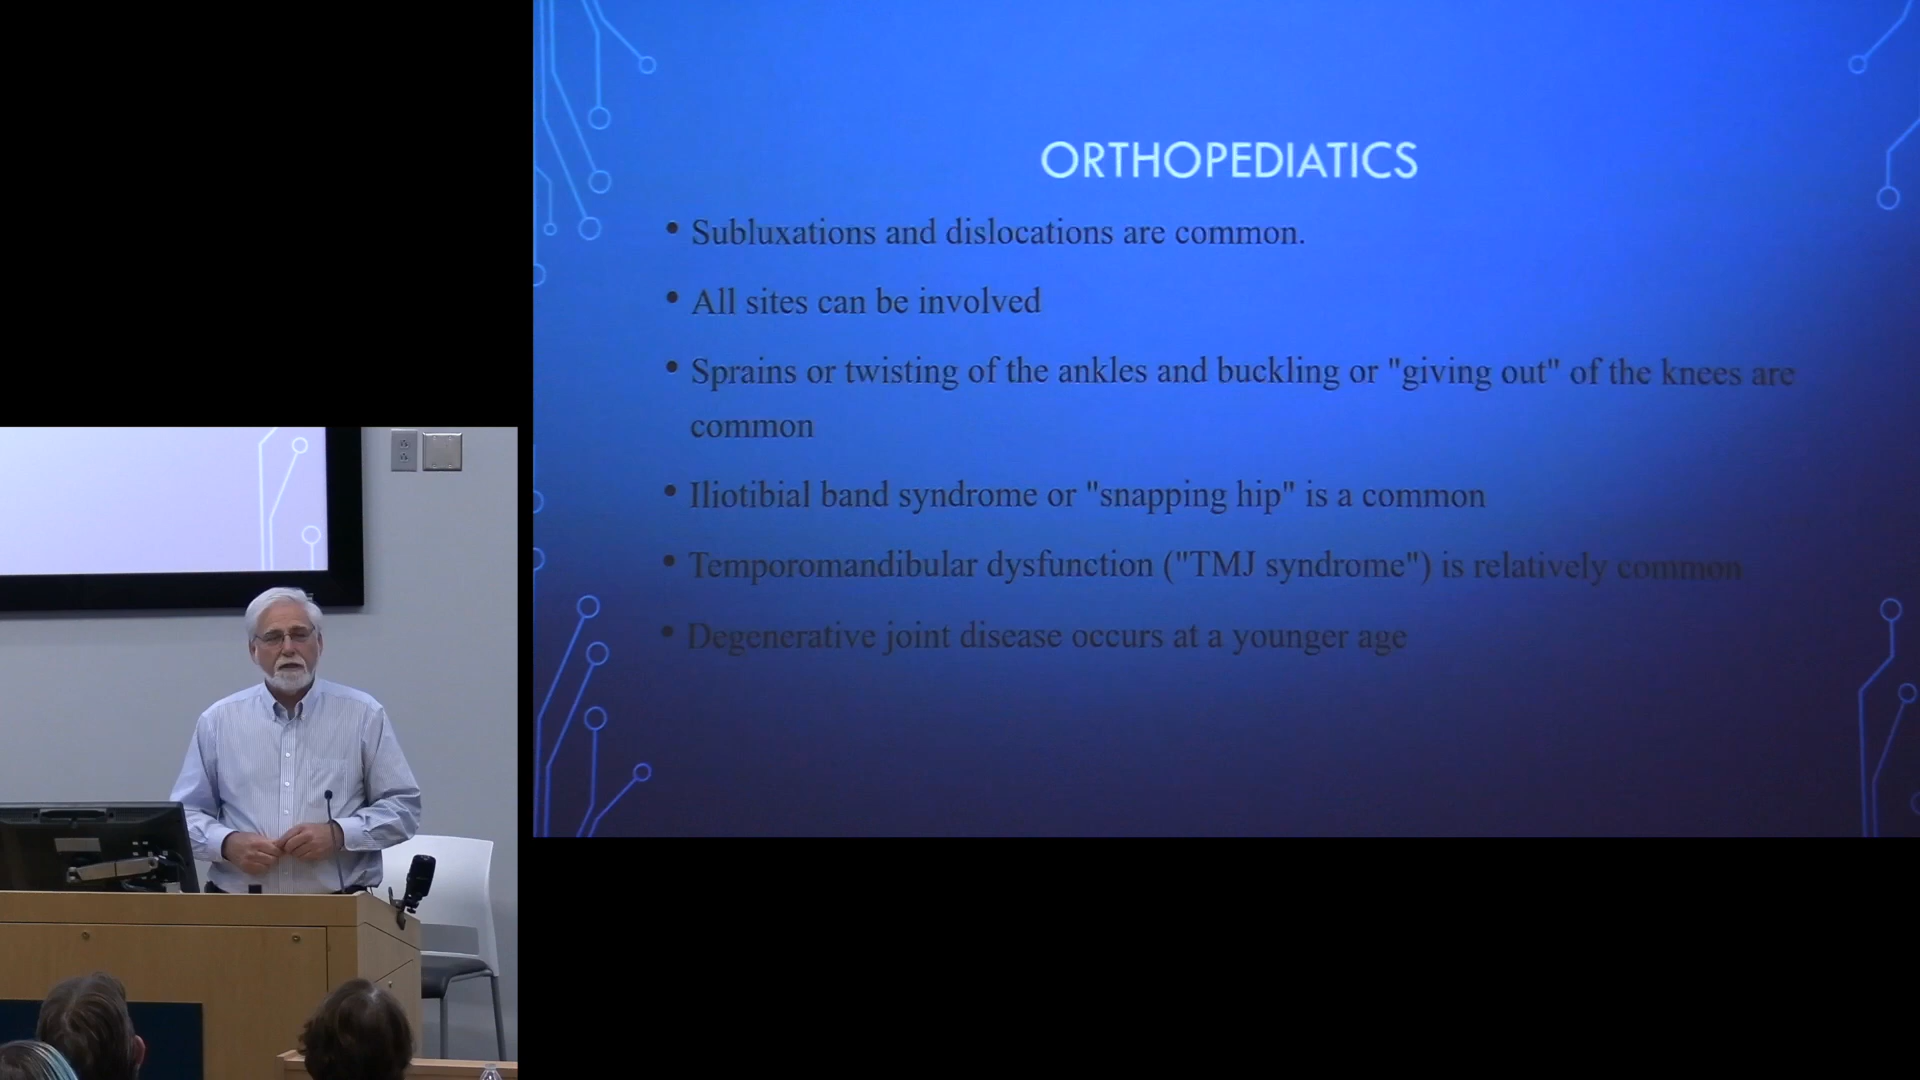 ORTHOPEDIATICS
• Subluxations and dislocations are common.
• All sites can be involved
• Sprains or twisting of the ankles and buckling or "giving out" of the knees are
common
• Iliotibial band syndrome or "snapping hip" is a common
• Temporomandibular dysfunction ("TMJ syndrome") is relatively common
• Degenerative joint disease occurs at a younger age